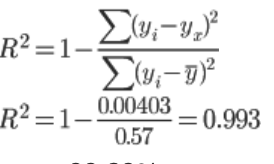 R² = 1 − ∑(yᵢ−yₓ)² / ∑(yᵢ−y̅)²
R² = 1 − 0.00403 / 0.57 = 0.993